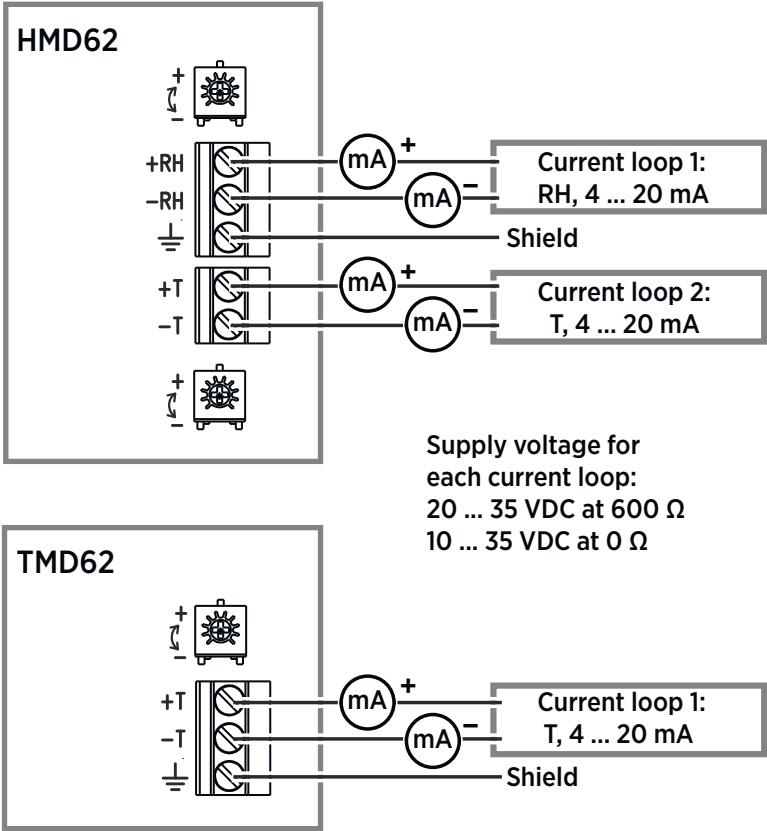 HMD62
+
−
+RH
mA
+
Current loop 1:
−RH
mA
−
RH, 4 ... 20 mA
Shield
+T
mA
+
Current loop 2:
−T
mA
−
T, 4 ... 20 mA
+
−
Supply voltage for
each current loop:
20 ... 35 VDC at 600 Ω
10 ... 35 VDC at 0 Ω
TMD62
+
−
+T
mA
+
Current loop 1:
−T
mA
−
T, 4 ... 20 mA
Shield